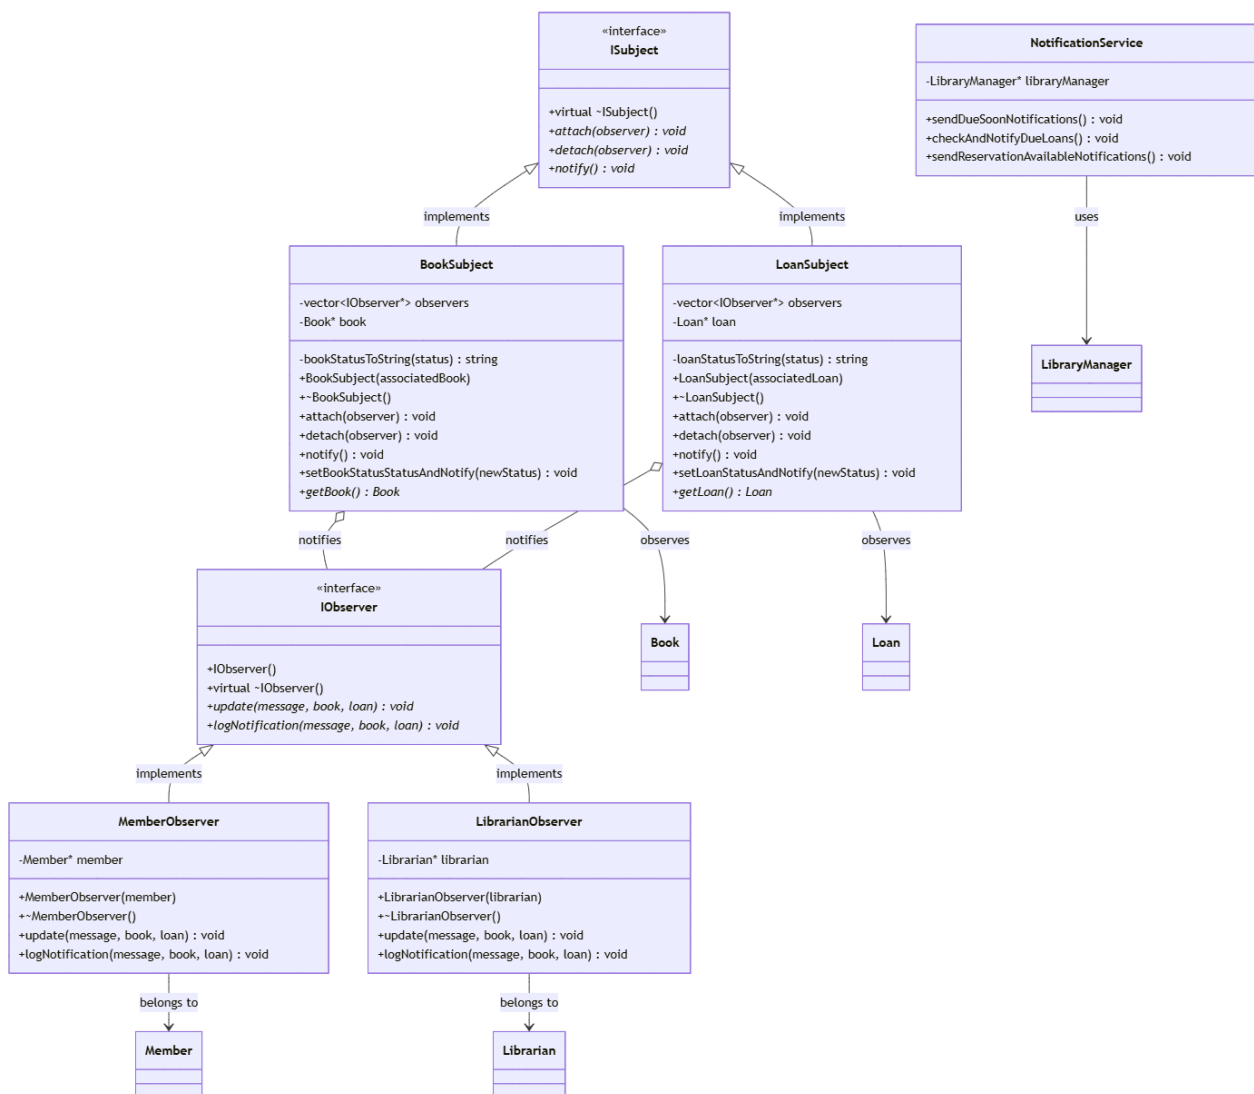 «interface»
ISubject
+virtual ~ISubject()
+attach(observer) : void
+detach(observer) : void
+notify() : void
NotificationService
-LibraryManager* libraryManager
+sendDueSoonNotifications() : void
+checkAndNotifyDueLoans() : void
+sendReservationAvailableNotifications() : void
implements
implements
uses
BookSubject
-vector<IObserver*> observers
-Book* book
-bookStatusToString(status) : string
+BookSubject(associatedBook)
+~BookSubject()
+attach(observer) : void
+detach(observer) : void
+notify() : void
+setBookStatusStatusAndNotify(newStatus) : void
+getBook() : Book
LoanSubject
-vector<IObserver*> observers
-Loan* loan
-loanStatusToString(status) : string
+LoanSubject(associatedLoan)
+~LoanSubject()
+attach(observer) : void
+detach(observer) : void
+notify() : void
+setLoanStatusAndNotify(newStatus) : void
+getLoan() : Loan
LibraryManager
notifies
notifies
observes
observes
«interface»
IObserver
+IObserver()
+virtual ~IObserver()
+update(message, book, loan) : void
+logNotification(message, book, loan) : void
Book
Loan
implements
implements
MemberObserver
-Member* member
+MemberObserver(member)
+~MemberObserver()
+update(message, book, loan) : void
+logNotification(message, book, loan) : void
LibrarianObserver
-Librarian* librarian
+LibrarianObserver(librarian)
+~LibrarianObserver()
+update(message, book, loan) : void
+logNotification(message, book, loan) : void
belongs to
belongs to
Member
Librarian